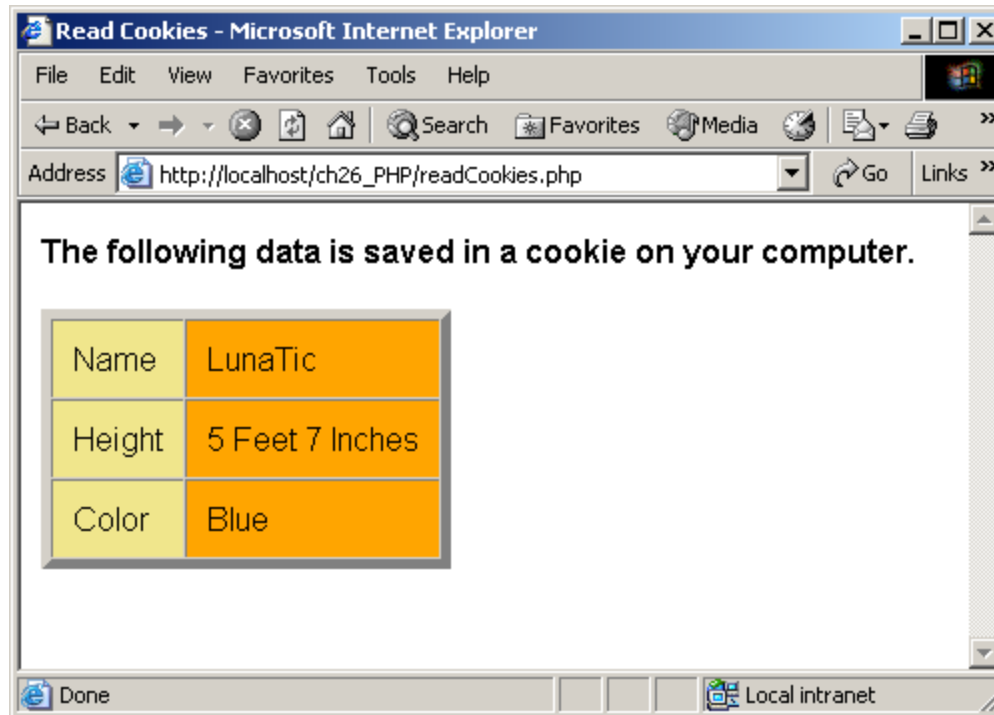 Read Cookies - Microsoft Internet Explorer
File Edit View Favorites Tools Help
Back Search Favorites Media
Address http://localhost/ch26_PHP/readCookies.php Go Links
The following data is saved in a cookie on your computer.
Name LunaTic
Height 5 Feet 7 Inches
Color Blue
Done Local intranet